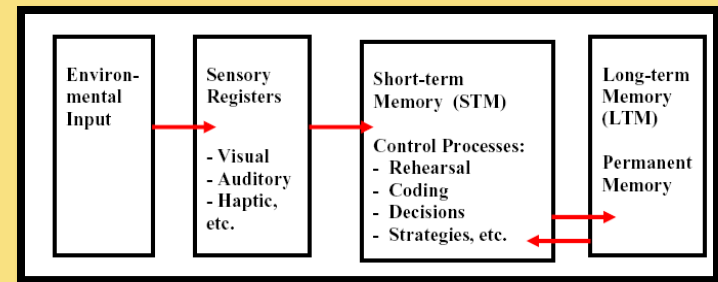 Environ-
mental
Input
Sensory
Registers
- Visual
- Auditory
- Haptic,
etc.
Short-term
Memory (STM)
Control Processes:
- Rehearsal
- Coding
- Decisions
- Strategies, etc.
Long-term
Memory
(LTM)
Permanent
Memory